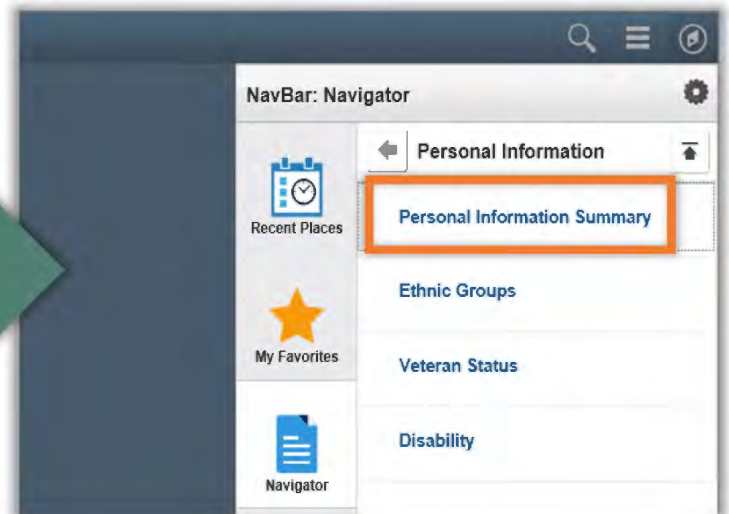 NavBar: Navigator
Personal Information
Recent Places
Personal Information Summary
Ethnic Groups
My Favorites
Veteran Status
Disability
Navigator